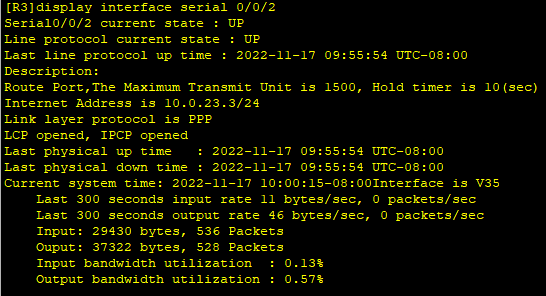 [R3]display interface serial 0/0/2
Serial0/0/2 current state : UP
Line protocol current state : UP
Last line protocol up time : 2022-11-17 09:55:54 UTC-08:00
Description:
Route Port,The Maximum Transmit Unit is 1500, Hold timer is 10(sec)
Internet Address is 10.0.23.3/24
Link layer protocol is PPP
LCP opened, IPCP opened
Last physical up time   : 2022-11-17 09:55:54 UTC-08:00
Last physical down time : 2022-11-17 09:55:54 UTC-08:00
Current system time: 2022-11-17 10:00:15-08:00Interface is V35
    Last 300 seconds input rate 11 bytes/sec, 0 packets/sec
    Last 300 seconds output rate 46 bytes/sec, 0 packets/sec
    Input: 29430 bytes, 536 Packets
    Ouput: 37322 bytes, 528 Packets
    Input bandwidth utilization  : 0.13%
    Output bandwidth utilization : 0.57%